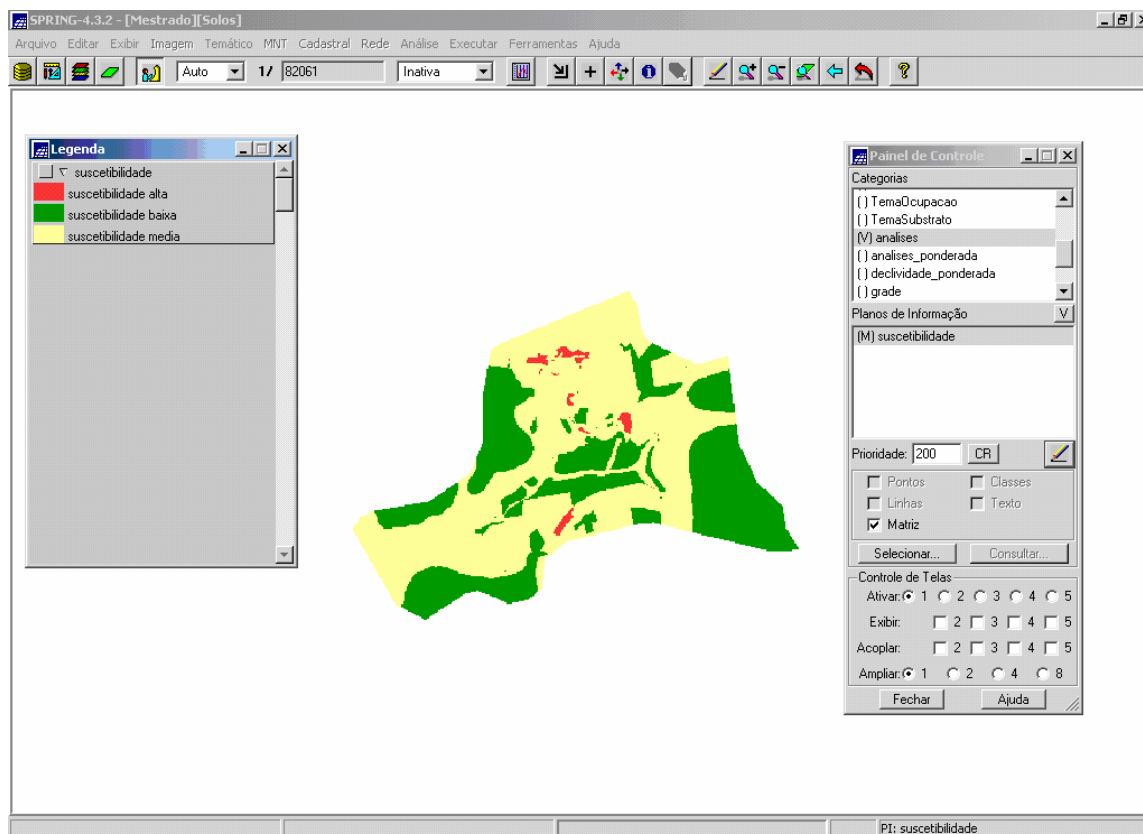 SPRING-4.3.2 - [Mestrado][Solos]
Arquivo Editar Exibir Imagem Temático MNT Cadastral Rede Análise Executar Ferramentas Ajuda
Auto 1/ 82061 Inativa
Legenda
suscetibilidade
suscetibilidade alta
suscetibilidade baixa
suscetibilidade media
Painel de Controle
Categorias
( ) TemaOcupacao
( ) TemaSubstrato
(V) analises
( ) analises_ponderada
( ) declividade_ponderada
( ) grade
Planos de Informação V
(M) suscetibilidade
Prioridade: 200 CR
Pontos Classes
Linhas Texto
Matriz
Selecionar... Consultar...
Controle de Telas
Ativar: 1 2 3 4 5
Exibir: 2 3 4 5
Acoplar: 2 3 4 5
Ampliar: 1 2 4 8
Fechar Ajuda
PI: suscetibilidade